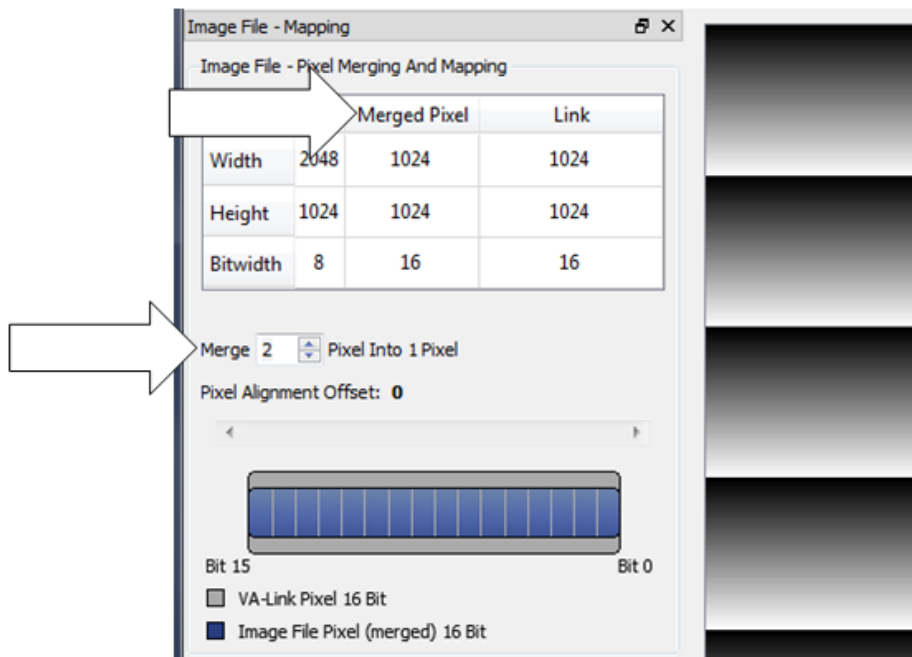 Image File - Mapping
Image File - Pixel Merging And Mapping
Merged Pixel Link
Width 2048 1024 1024
Height 1024 1024 1024
Bitwidth 8 16 16
Merge 2 Pixel Into 1 Pixel
Pixel Alignment Offset: 0
Bit 15 Bit 0
VA-Link Pixel 16 Bit
Image File Pixel (merged) 16 Bit